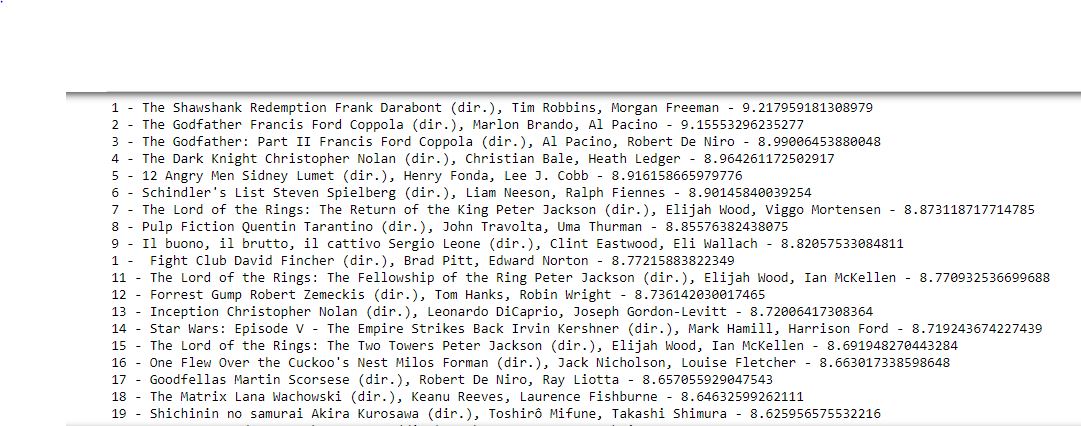 1 - The Shawshank Redemption Frank Darabont (dir.), Tim Robbins, Morgan Freeman - 9.217959181308979
2 - The Godfather Francis Ford Coppola (dir.), Marlon Brando, Al Pacino - 9.15553296235277
3 - The Godfather: Part II Francis Ford Coppola (dir.), Al Pacino, Robert De Niro - 8.99006453880048
4 - The Dark Knight Christopher Nolan (dir.), Christian Bale, Heath Ledger - 8.964261172502917
5 - 12 Angry Men Sidney Lumet (dir.), Henry Fonda, Lee J. Cobb - 8.916158665979776
6 - Schindler's List Steven Spielberg (dir.), Liam Neeson, Ralph Fiennes - 8.90145840039254
7 - The Lord of the Rings: The Return of the King Peter Jackson (dir.), Elijah Wood, Viggo Mortensen - 8.873118717714785
8 - Pulp Fiction Quentin Tarantino (dir.), John Travolta, Uma Thurman - 8.85576382438075
9 - Il buono, il brutto, il cattivo Sergio Leone (dir.), Clint Eastwood, Eli Wallach - 8.82057533084811
1 -  Fight Club David Fincher (dir.), Brad Pitt, Edward Norton - 8.77215883822349
11 - The Lord of the Rings: The Fellowship of the Ring Peter Jackson (dir.), Elijah Wood, Ian McKellen - 8.770932536699688
12 - Forrest Gump Robert Zemeckis (dir.), Tom Hanks, Robin Wright - 8.736142030017465
13 - Inception Christopher Nolan (dir.), Leonardo DiCaprio, Joseph Gordon-Levitt - 8.72006417308364
14 - Star Wars: Episode V - The Empire Strikes Back Irvin Kershner (dir.), Mark Hamill, Harrison Ford - 8.719243674227439
15 - The Lord of the Rings: The Two Towers Peter Jackson (dir.), Elijah Wood, Ian McKellen - 8.691948270443284
16 - One Flew Over the Cuckoo's Nest Milos Forman (dir.), Jack Nicholson, Louise Fletcher - 8.663017338598648
17 - Goodfellas Martin Scorsese (dir.), Robert De Niro, Ray Liotta - 8.657055929047543
18 - The Matrix Lana Wachowski (dir.), Keanu Reeves, Laurence Fishburne - 8.64632599262111
19 - Shichinin no samurai Akira Kurosawa (dir.), Toshirô Mifune, Takashi Shimura - 8.625956575532216